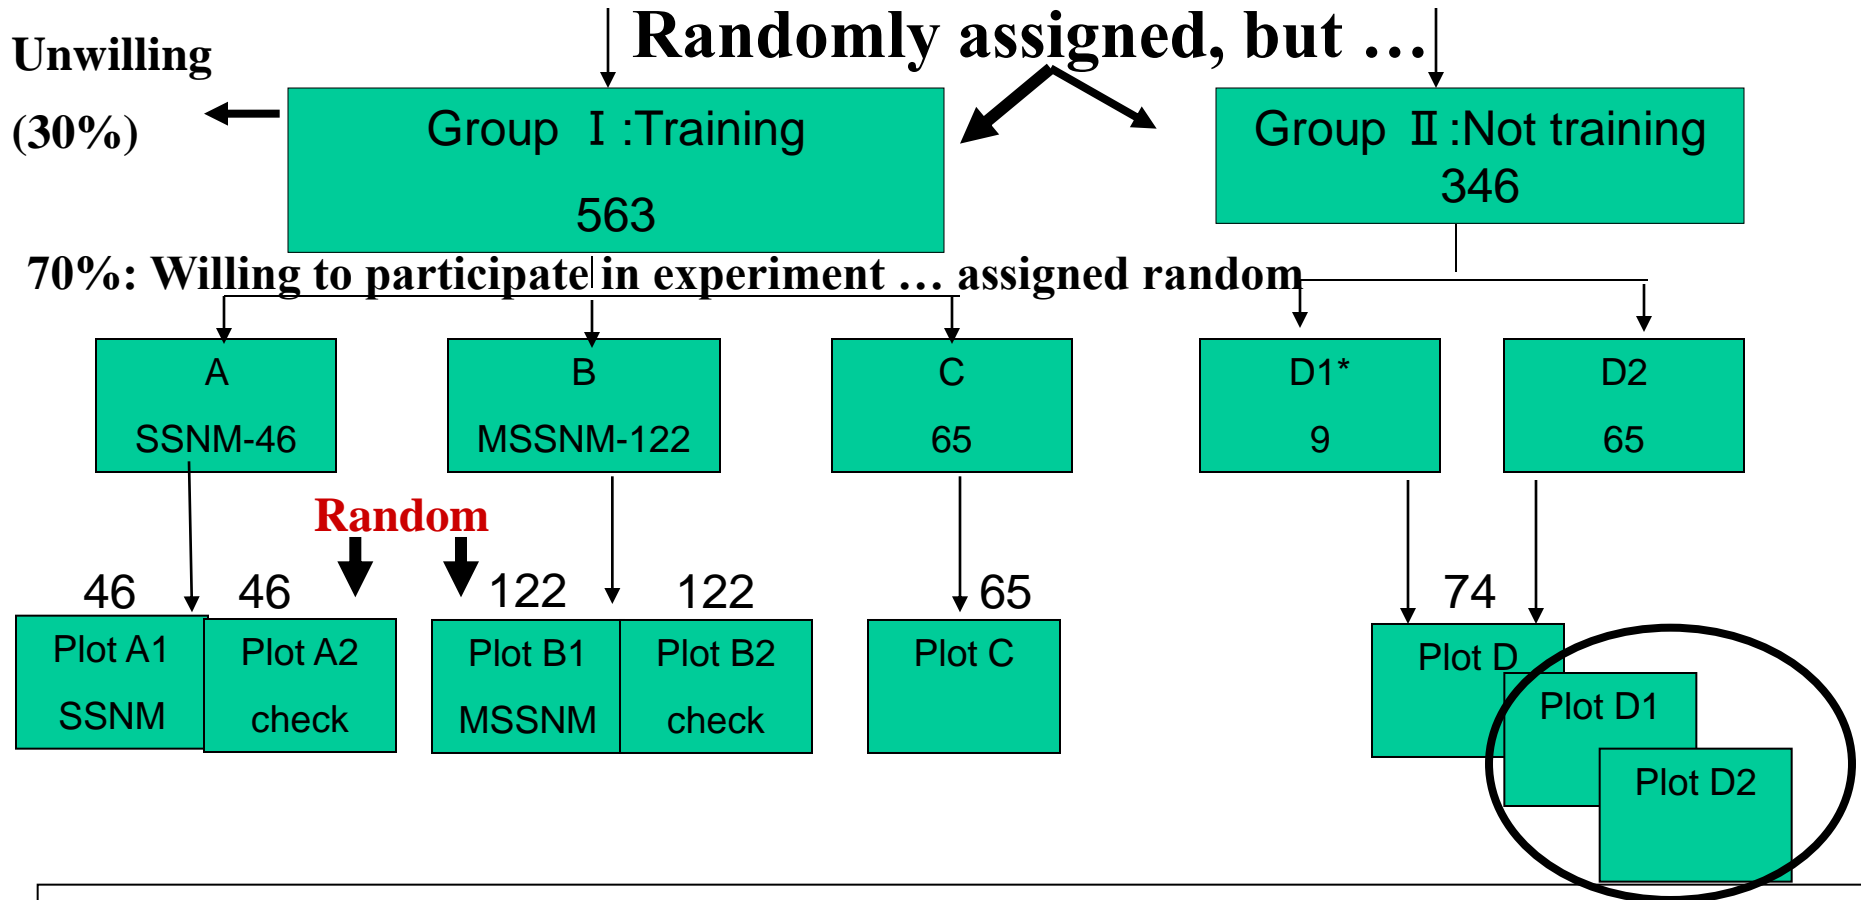 Randomly assigned, but …
Unwilling
(30%)
Group Ⅰ:Training
563
Group Ⅱ:Not training
346
70%: Willing to participate in experiment … assigned random
A
SSNM-46
B
MSSNM-122
C
65
D1*
9
D2
65
Random
46
46
122
122
65
74
Plot A1
SSNM
Plot A2
check
Plot B1
MSSNM
Plot B2
check
Plot C
Plot D
Plot D1
Plot D2